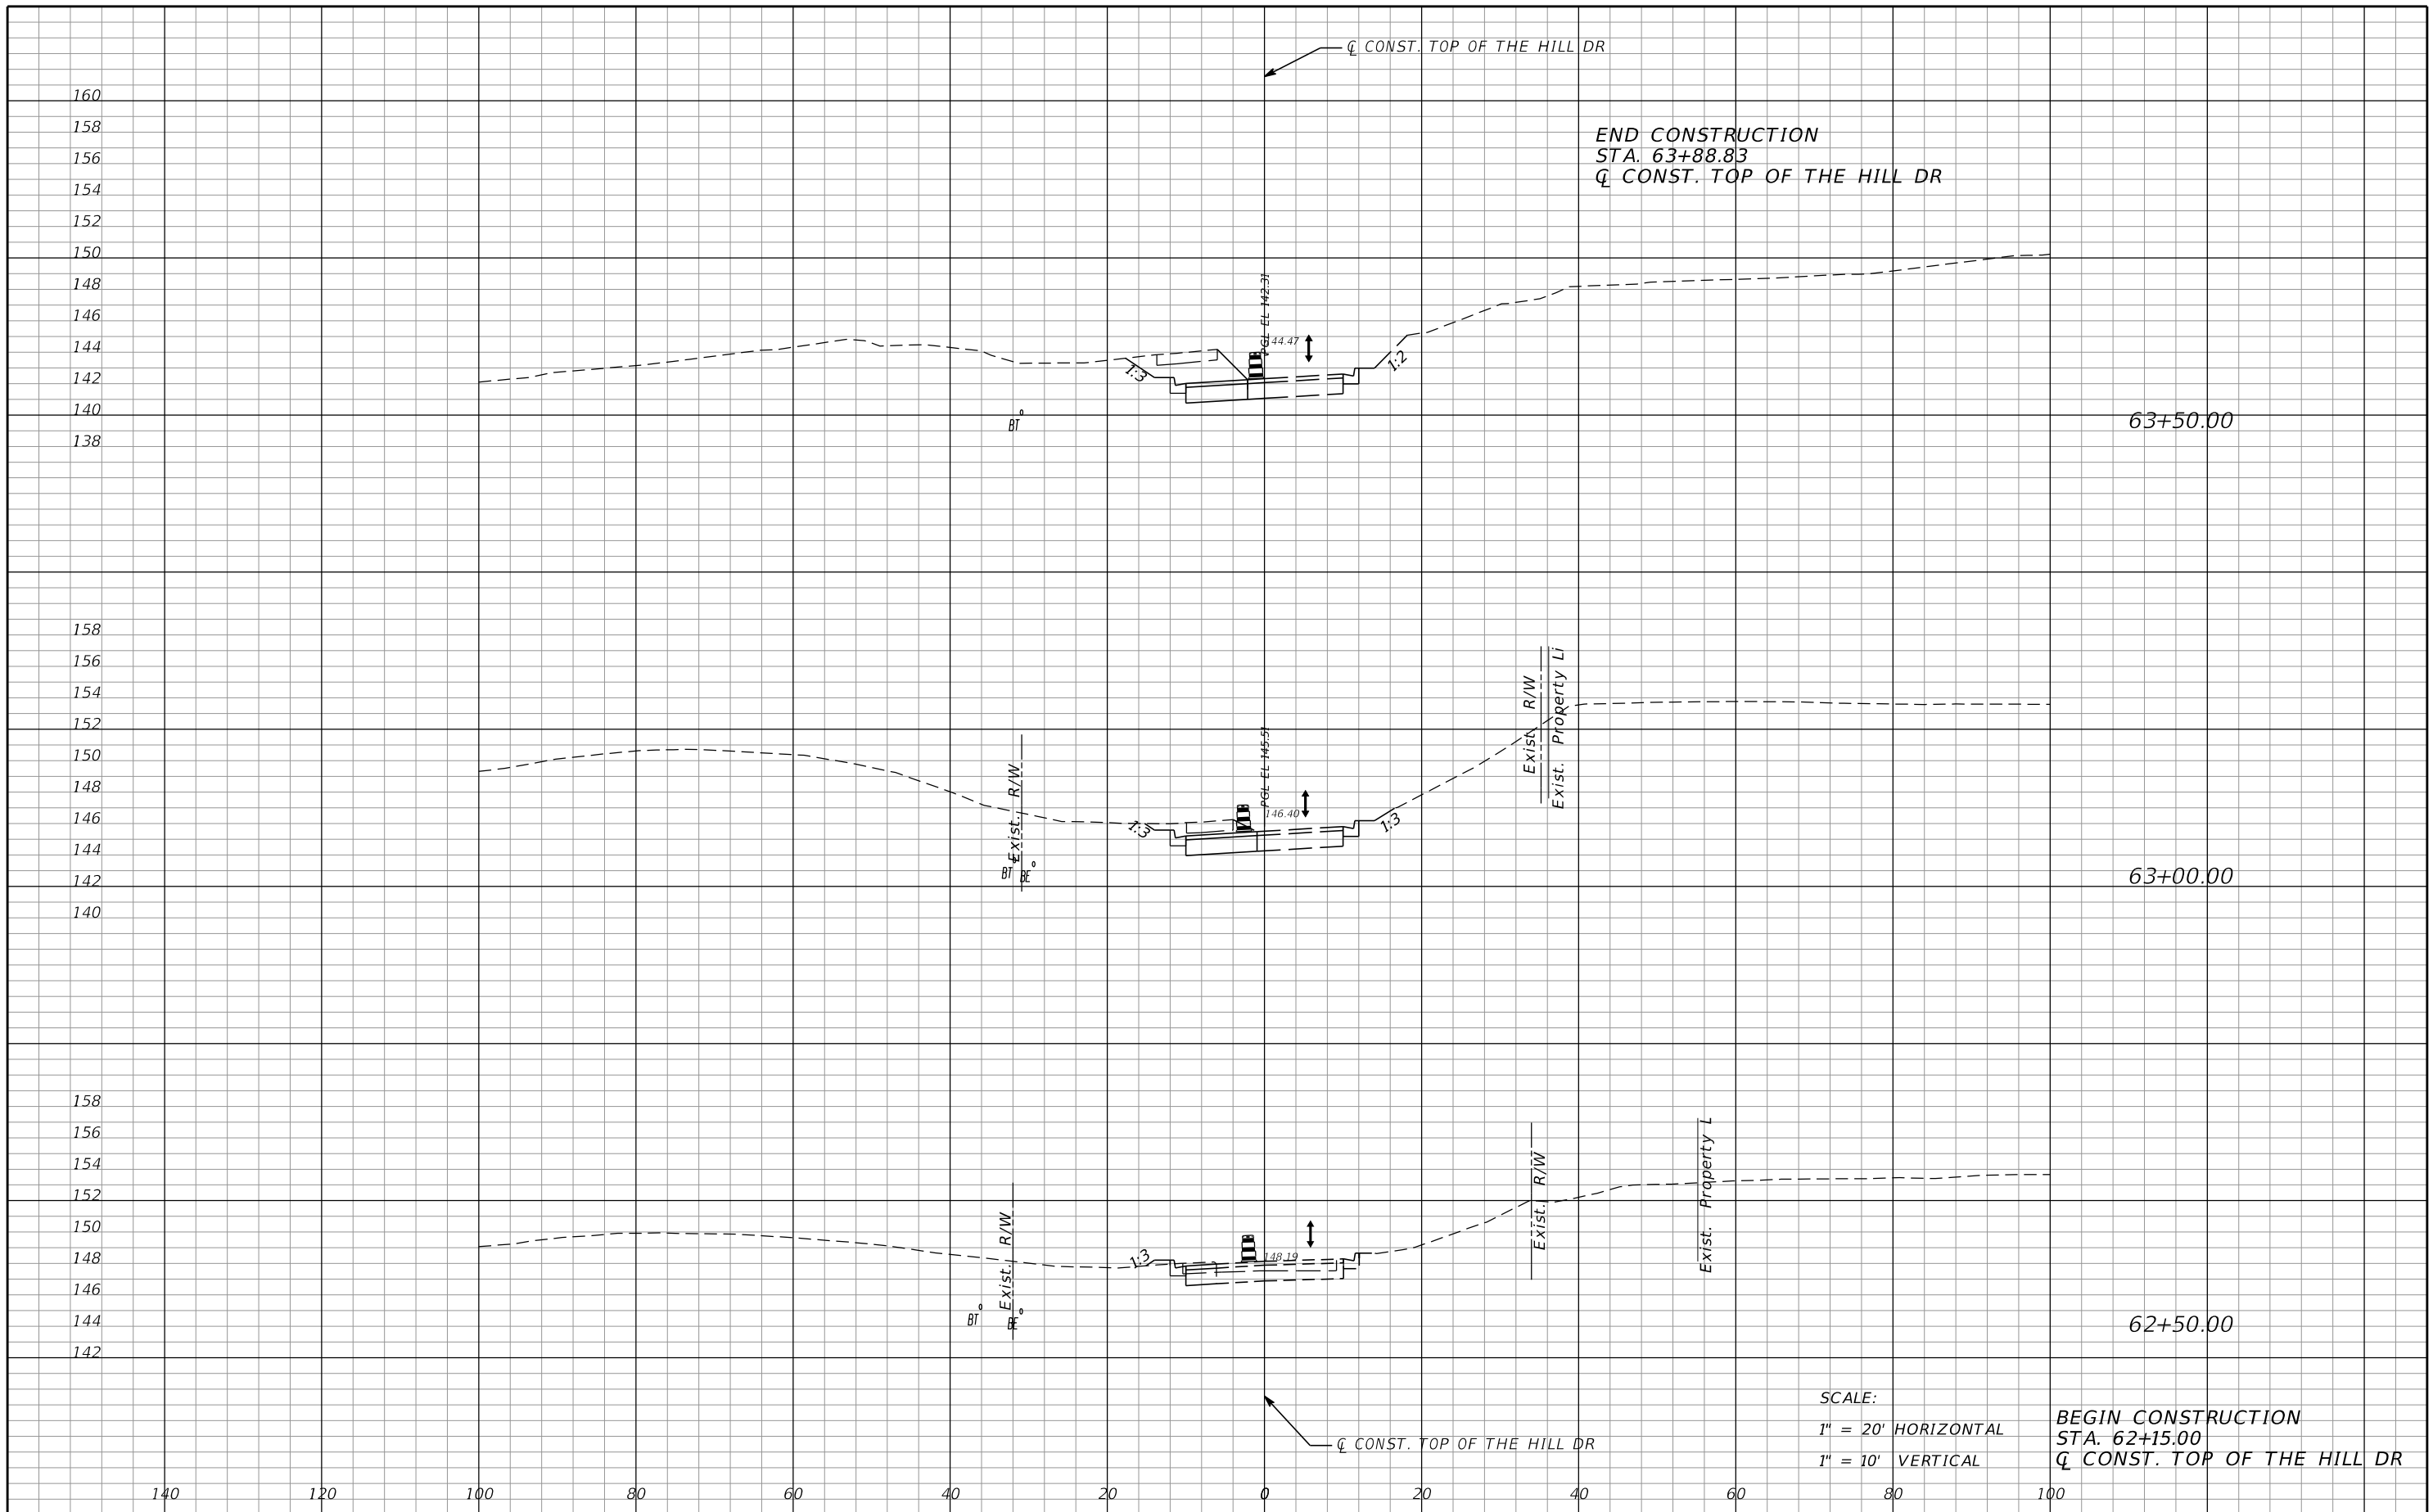 ℄ CONST. TOP OF THE HILL DR
160
158
156
154
152
150
148
146
144
142
140
138
END CONSTRUCTION
STA. 63+88.83
℄ CONST. TOP OF THE HILL DR
PGL EL 142.31
144.47
1:3
1:2
BT
63+50.00
158
156
154
152
150
148
146
144
142
140
Exist. R/W
Exist. R/W
Exist. Property Li
PGL EL 145.51
146.40
1:3
1:3
BT
BE
63+00.00
158
156
154
152
150
148
146
144
142
Exist. R/W
Exist. R/W
Exist. Property L
148.19
1:3
BT
BE
62+50.00
℄ CONST. TOP OF THE HILL DR
SCALE:
1" = 20' HORIZONTAL
1" = 10' VERTICAL
BEGIN CONSTRUCTION
STA. 62+15.00
℄ CONST. TOP OF THE HILL DR
140 120 100 80 60 40 20 0 20 40 60 80 100